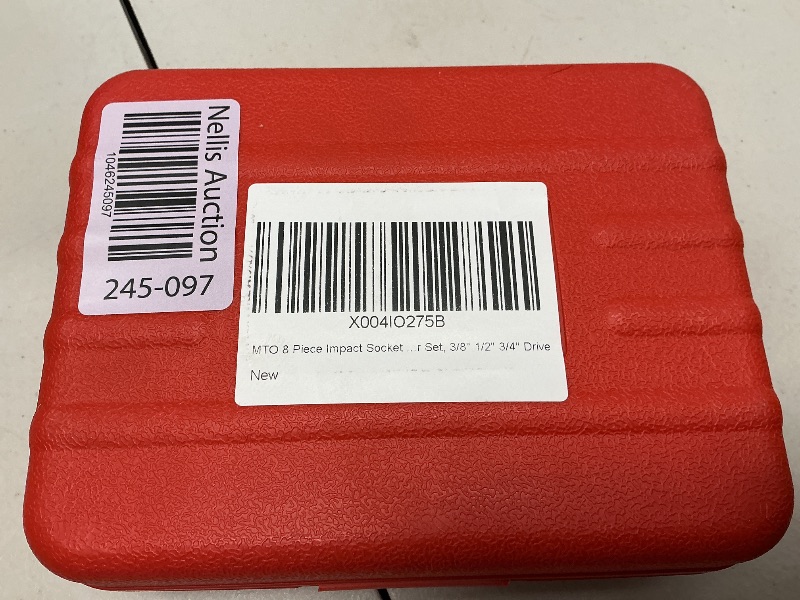 Nellis Auction
1046245097
245-097
X004IO275B
MTO 8 Piece Impact Socket ...r Set, 3/8" 1/2" 3/4" Drive
New